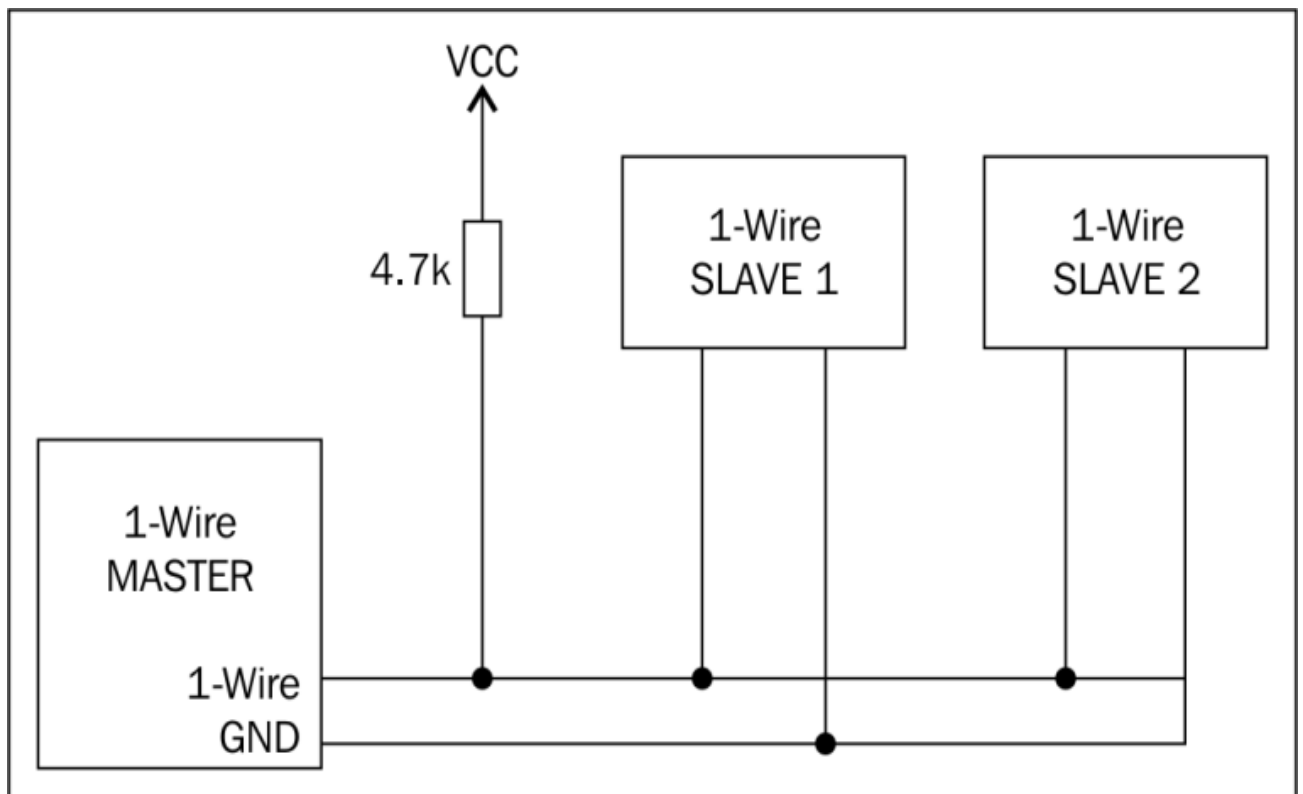 VCC
4.7k
1-Wire
SLAVE 1
1-Wire
SLAVE 2
1-Wire
MASTER
1-Wire
GND